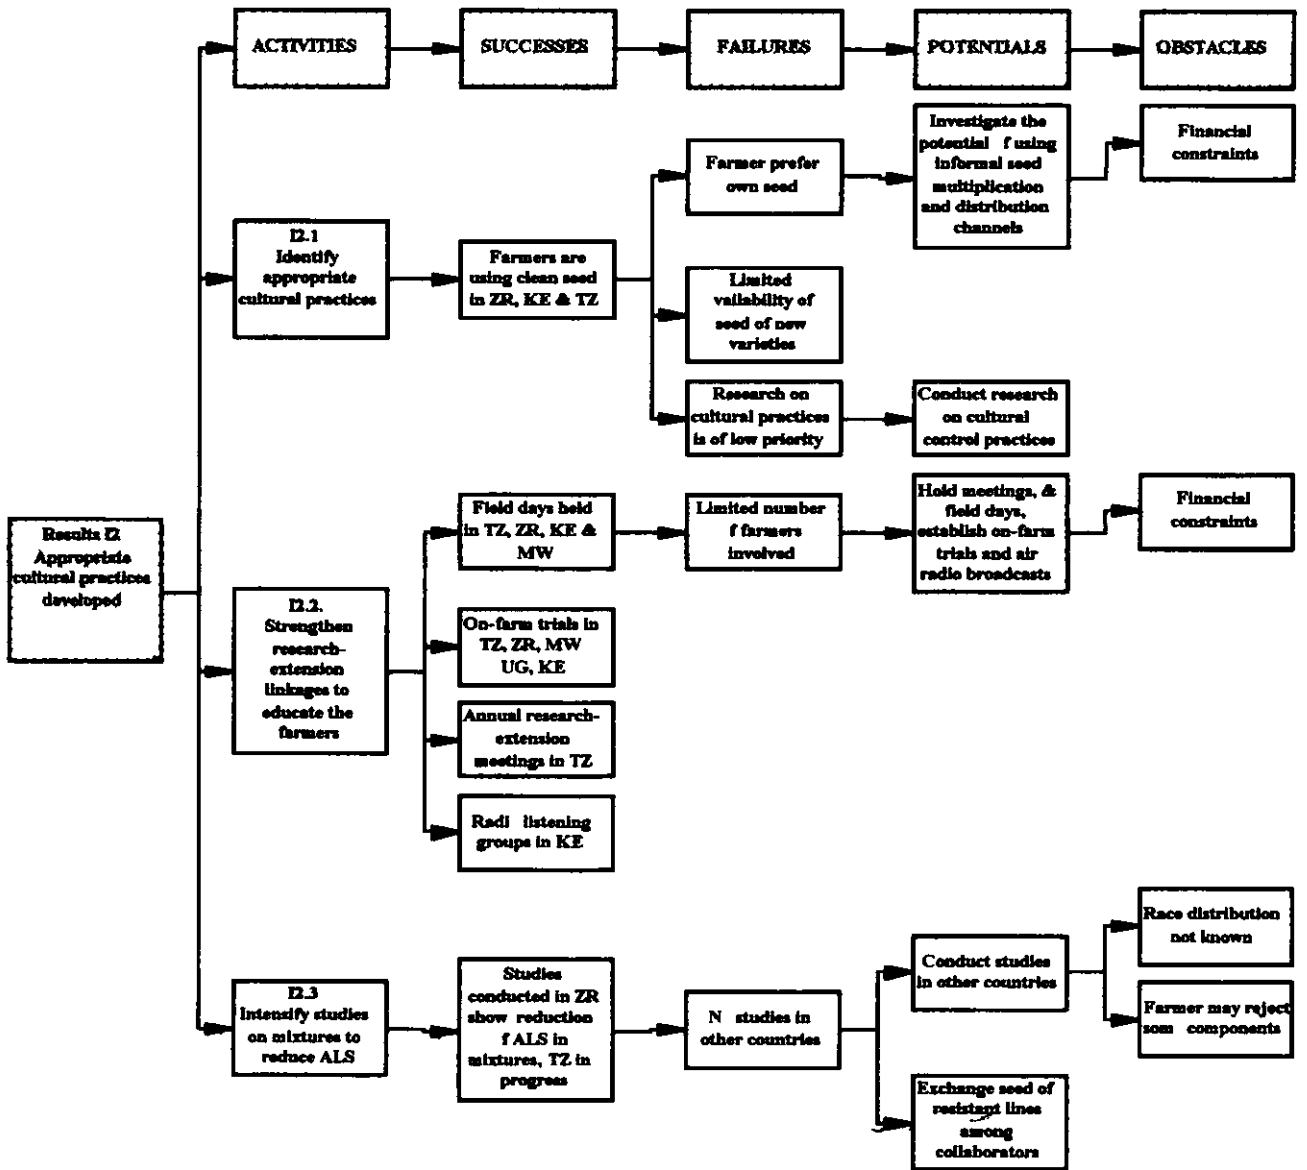 ACTIVITIES
SUCCESSES
FAILURES
POTENTIALS
OBSTACLES
Results I2
Appropriate
cultural practices
developed
I2.1
Identify
appropriate
cultural practices
Farmers are
using clean seed
in ZR, KE & TZ
Farmer prefer
own seed
Investigate the
potential f using
informal seed
multiplication
and distribution
channels
Financial
constraints
Limited
vailability of
seed of new
varieties
Research on
cultural practices
is of low priority
Conduct research
on cultural
control practices
I2.2.
Strengthen
research-
extension
linkages to
educate the
farmers
Field days held
in TZ, ZR, KE &
MW
Limited number
f farmers
involved
Hold meetings, &
field days,
establish on-farm
trials and air
radio broadcasts
Financial
constraints
On-farm trials in
TZ, ZR, MW
UG, KE
Annual research-
extension
meetings in TZ
Radi listening
groups in KE
I2.3
Intensify studies
on mixtures to
reduce ALS
Studies
conducted in ZR
show reduction
f ALS in
mixtures, TZ in
progress
N studies in
other countries
Conduct studies
in other countries
Race distribution
not known
Farmer may reject
som components
Exchange seed of
resistant lines
among
collaborators